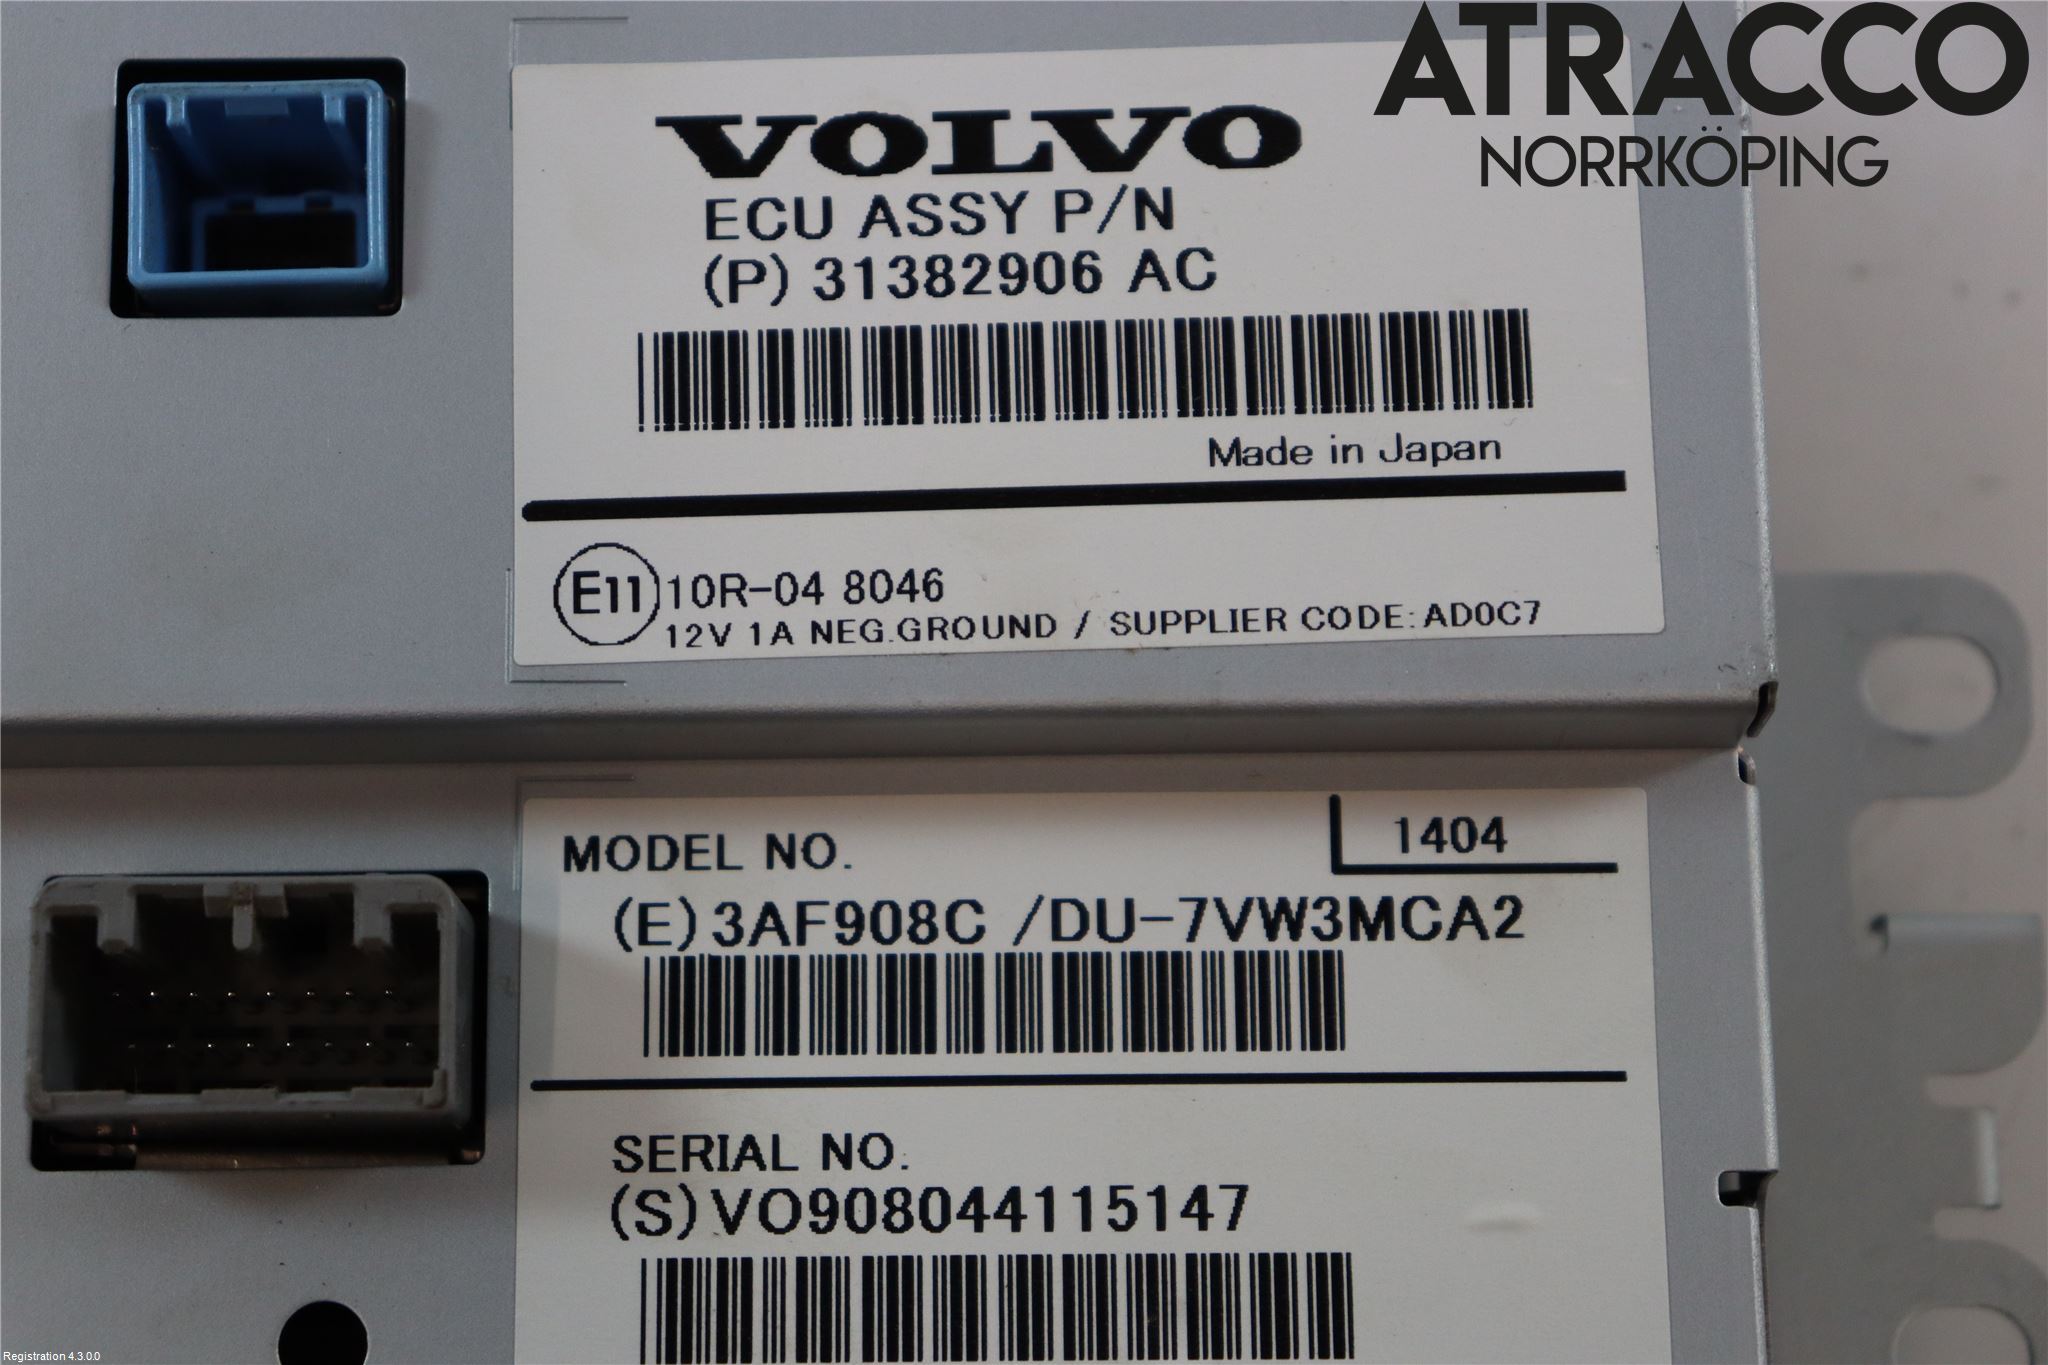 ATRACCO
NORRKÖPING
VOLVO
ECU ASSY P/N
(P) 31382906 AC
Made in Japan
E11 10R-04 8046
12V 1A NEG.GROUND / SUPPLIER CODE:AD0C7
1404
MODEL NO.
(E)3AF908C /DU-7VW3MCA2
SERIAL NO.
(S)VO908044115147
Registration 4.3.0.0